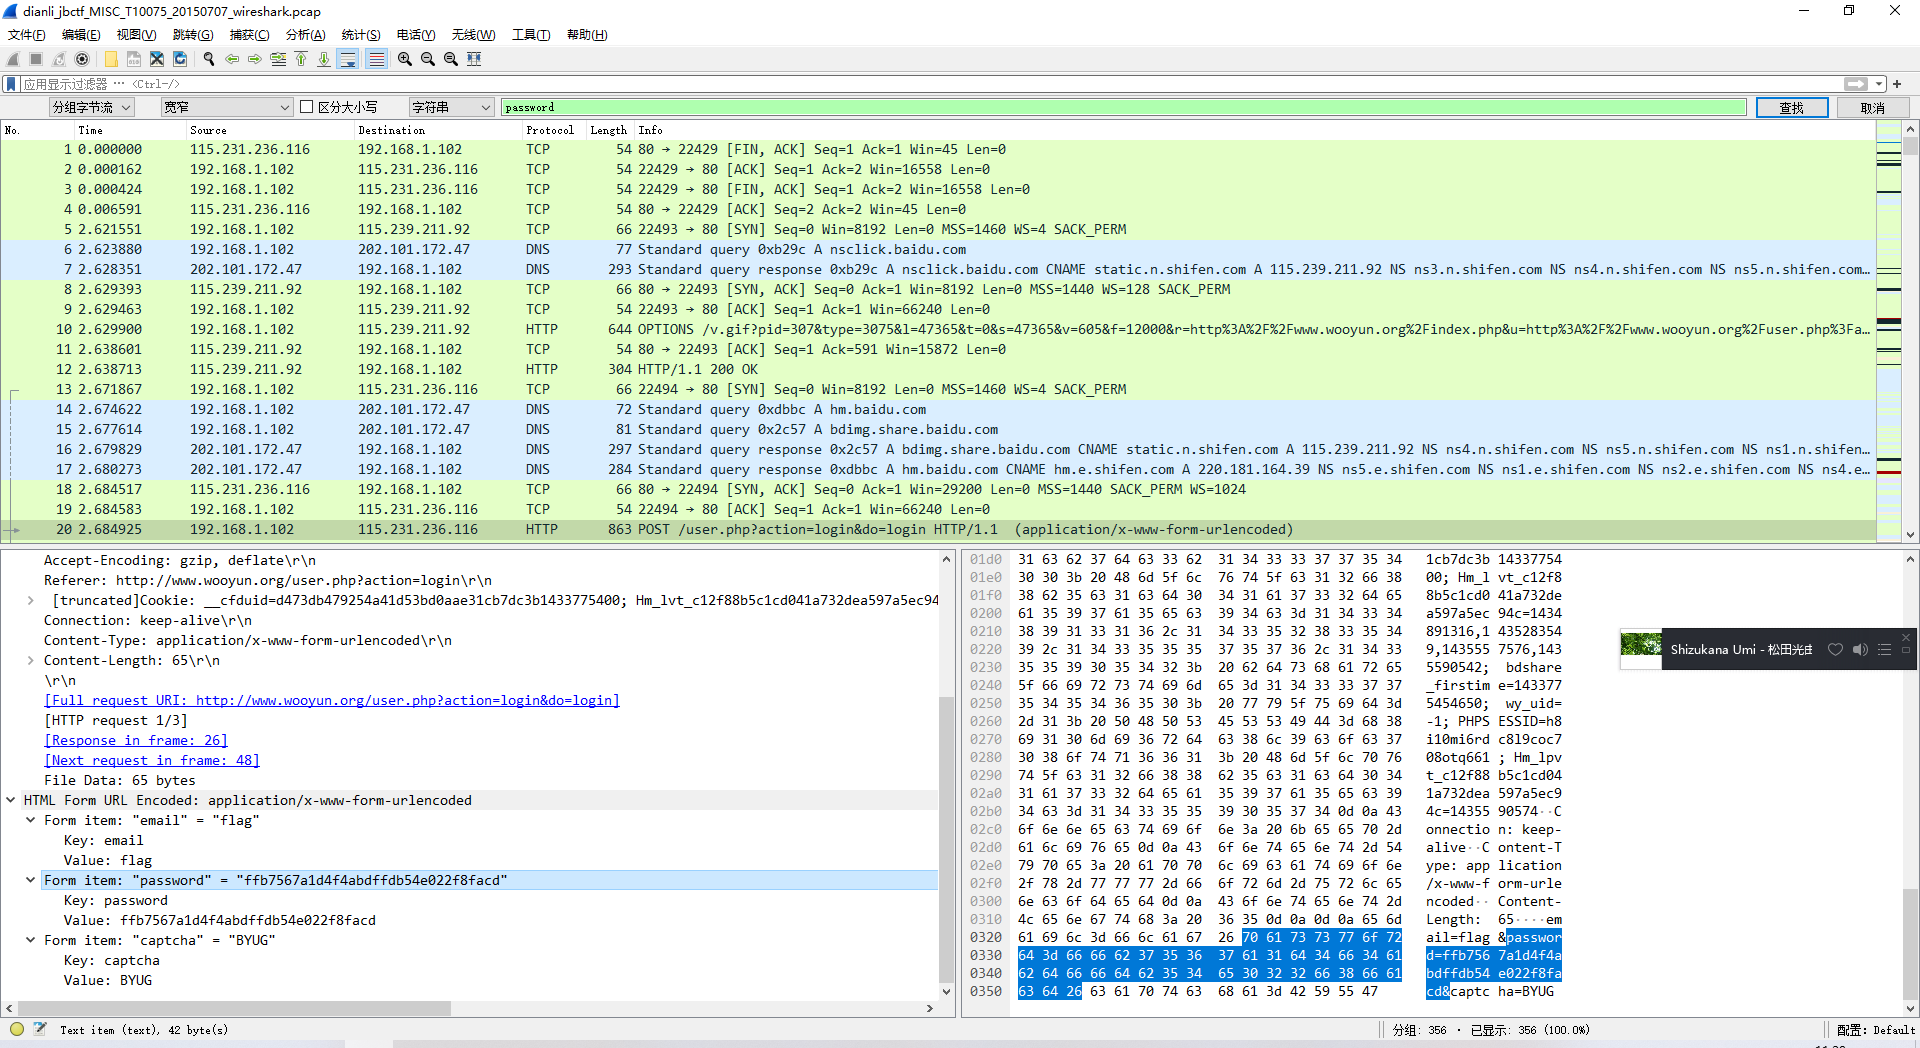 dianli_jbctf_MISC_T10075_20150707_wireshark.pcap
文件(F) 编辑(E) 视图(V) 跳转(G) 捕获(C) 分析(A) 统计(S) 电话(Y) 无线(W) 工具(T) 帮助(H)
应用显示过滤器 … <Ctrl-/>
分组字节流 宽窄 区分大小写 字符串 password 查找 取消
No. Time Source Destination Protocol Length Info
1 0.000000 115.231.236.116 192.168.1.102 TCP 54 80 → 22429 [FIN, ACK] Seq=1 Ack=1 Win=45 Len=0
2 0.000162 192.168.1.102 115.231.236.116 TCP 54 22429 → 80 [ACK] Seq=1 Ack=2 Win=16558 Len=0
3 0.000424 192.168.1.102 115.231.236.116 TCP 54 22429 → 80 [FIN, ACK] Seq=1 Ack=2 Win=16558 Len=0
4 0.006591 115.231.236.116 192.168.1.102 TCP 54 80 → 22429 [ACK] Seq=2 Ack=2 Win=45 Len=0
5 2.621551 192.168.1.102 115.239.211.92 TCP 66 22493 → 80 [SYN] Seq=0 Win=8192 Len=0 MSS=1460 WS=4 SACK_PERM
6 2.623880 192.168.1.102 202.101.172.47 DNS 77 Standard query 0xb29c A nsclick.baidu.com
7 2.628351 202.101.172.47 192.168.1.102 DNS 293 Standard query response 0xb29c A nsclick.baidu.com CNAME static.n.shifen.com A 115.239.211.92 NS ns3.n.shifen.com NS ns4.n.shifen.com NS ns5.n.shifen.com…
8 2.629393 115.239.211.92 192.168.1.102 TCP 66 80 → 22493 [SYN, ACK] Seq=0 Ack=1 Win=8192 Len=0 MSS=1440 WS=128 SACK_PERM
9 2.629463 192.168.1.102 115.239.211.92 TCP 54 22493 → 80 [ACK] Seq=1 Ack=1 Win=66240 Len=0
10 2.629900 192.168.1.102 115.239.211.92 HTTP 644 OPTIONS /v.gif?pid=307&type=3075&l=47365&t=0&s=47365&v=605&f=12000&r=http%3A%2F%2Fwww.wooyun.org%2Findex.php&u=http%3A%2F%2Fwww.wooyun.org%2Fuser.php%3Fa…
11 2.638601 115.239.211.92 192.168.1.102 TCP 54 80 → 22493 [ACK] Seq=1 Ack=591 Win=15872 Len=0
12 2.638713 115.239.211.92 192.168.1.102 HTTP 304 HTTP/1.1 200 OK
13 2.671867 192.168.1.102 115.231.236.116 TCP 66 22494 → 80 [SYN] Seq=0 Win=8192 Len=0 MSS=1460 WS=4 SACK_PERM
14 2.674622 192.168.1.102 202.101.172.47 DNS 72 Standard query 0xdbbc A hm.baidu.com
15 2.677614 192.168.1.102 202.101.172.47 DNS 81 Standard query 0x2c57 A bdimg.share.baidu.com
16 2.679829 202.101.172.47 192.168.1.102 DNS 297 Standard query response 0x2c57 A bdimg.share.baidu.com CNAME static.n.shifen.com A 115.239.211.92 NS ns4.n.shifen.com NS ns5.n.shifen.com NS ns1.n.shifen…
17 2.680273 202.101.172.47 192.168.1.102 DNS 284 Standard query response 0xdbbc A hm.baidu.com CNAME hm.e.shifen.com A 220.181.164.39 NS ns5.e.shifen.com NS ns1.e.shifen.com NS ns2.e.shifen.com NS ns4.e…
18 2.684517 115.231.236.116 192.168.1.102 TCP 66 80 → 22494 [SYN, ACK] Seq=0 Ack=1 Win=29200 Len=0 MSS=1440 SACK_PERM WS=1024
19 2.684583 192.168.1.102 115.231.236.116 TCP 54 22494 → 80 [ACK] Seq=1 Ack=1 Win=66240 Len=0
20 2.684925 192.168.1.102 115.231.236.116 HTTP 863 POST /user.php?action=login&do=login HTTP/1.1 (application/x-www-form-urlencoded)
Accept-Encoding: gzip, deflate\r\n
Referer: http://www.wooyun.org/user.php?action=login\r\n
[truncated]Cookie: __cfduid=d473db479254a41d53bd0aae31cb7dc3b1433775400; Hm_lvt_c12f88b5c1cd041a732dea597a5ec94
Connection: keep-alive\r\n
Content-Type: application/x-www-form-urlencoded\r\n
Content-Length: 65\r\n
\r\n
[Full request URI: http://www.wooyun.org/user.php?action=login&do=login]
[HTTP request 1/3]
[Response in frame: 26]
[Next request in frame: 48]
File Data: 65 bytes
HTML Form URL Encoded: application/x-www-form-urlencoded
Form item: "email" = "flag"
Key: email
Value: flag
Form item: "password" = "ffb7567a1d4f4abdffdb54e022f8facd"
Key: password
Value: ffb7567a1d4f4abdffdb54e022f8facd
Form item: "captcha" = "BYUG"
Key: captcha
Value: BYUG
01d0 31 63 62 37 64 63 33 62 31 34 33 33 37 37 35 34 1cb7dc3b 14337754
01e0 30 30 3b 20 48 6d 5f 6c 76 74 5f 63 31 32 66 38 00; Hm_l vt_c12f8
01f0 38 62 35 63 31 63 64 30 34 31 61 37 33 32 64 65 8b5c1cd0 41a732de
0200 61 35 39 37 61 35 65 63 39 34 63 3d 31 34 33 34 a597a5ec 94c=1434
0210 38 39 31 33 31 36 2c 31 34 33 35 32 38 33 35 34 891316,1 43528354
0220 39 2c 31 34 33 35 35 35 37 35 37 36 2c 31 34 33 9,143555 7576,143
0230 35 35 39 30 35 34 32 3b 20 62 64 73 68 61 72 65 5590542; bdshare
0240 5f 66 69 72 73 74 69 6d 65 3d 31 34 33 33 37 37 _firstim e=143377
0250 35 34 35 34 36 35 30 3b 20 77 79 5f 75 69 64 3d 5454650; wy_uid=
0260 2d 31 3b 20 50 48 50 53 45 53 53 49 44 3d 68 38 -1; PHPS ESSID=h8
0270 69 31 30 6d 69 36 72 64 63 38 6c 39 63 6f 63 37 i10mi6rd c8l9coc7
0280 30 38 6f 74 71 36 36 31 3b 20 48 6d 5f 6c 70 76 08otq661 ; Hm_lpv
0290 74 5f 63 31 32 66 38 38 62 35 63 31 63 64 30 34 t_c12f88 b5c1cd04
02a0 31 61 37 33 32 64 65 61 35 39 37 61 35 65 63 39 1a732dea 597a5ec9
02b0 34 63 3d 31 34 33 35 35 39 30 35 37 34 0d 0a 43 4c=14355 90574··C
02c0 6f 6e 6e 65 63 74 69 6f 6e 3a 20 6b 65 65 70 2d onnectio n: keep-
02d0 61 6c 69 76 65 0d 0a 43 6f 6e 74 65 6e 74 2d 54 alive··C ontent-T
02e0 79 70 65 3a 20 61 70 70 6c 69 63 61 74 69 6f 6e ype: app lication
02f0 2f 78 2d 77 77 77 2d 66 6f 72 6d 2d 75 72 6c 65 /x-www-f orm-urle
0300 6e 63 6f 64 65 64 0d 0a 43 6f 6e 74 65 6e 74 2d ncoded·· Content-
0310 4c 65 6e 67 74 68 3a 20 36 35 0d 0a 0d 0a 65 6d Length: 65····em
0320 61 69 6c 3d 66 6c 61 67 26 70 61 73 73 77 6f 72 ail=flag &passwor
0330 64 3d 66 66 62 37 35 36 37 61 31 64 34 66 34 61 d=ffb756 7a1d4f4a
0340 62 64 66 66 64 62 35 34 65 30 32 32 66 38 66 61 bdffdb54 e022f8fa
0350 63 64 26 63 61 70 74 63 68 61 3d 42 59 55 47 cd&captc ha=BYUG
Shizukana Umi - 松田光由
Text item (text), 42 byte(s)
分组: 356 · 已显示: 356 (100.0%)
配置: Default